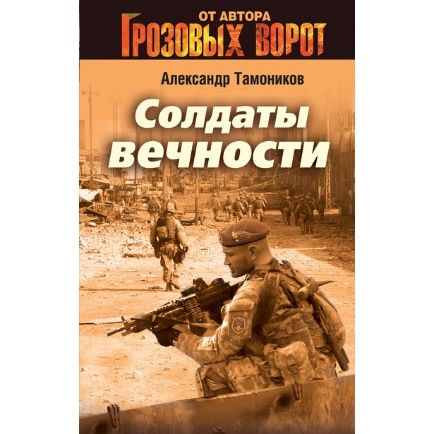 ОТ АВТОРА
ГРОЗОВЫХ ВОРОТ
Александр Тамоников
Солдаты
вечности